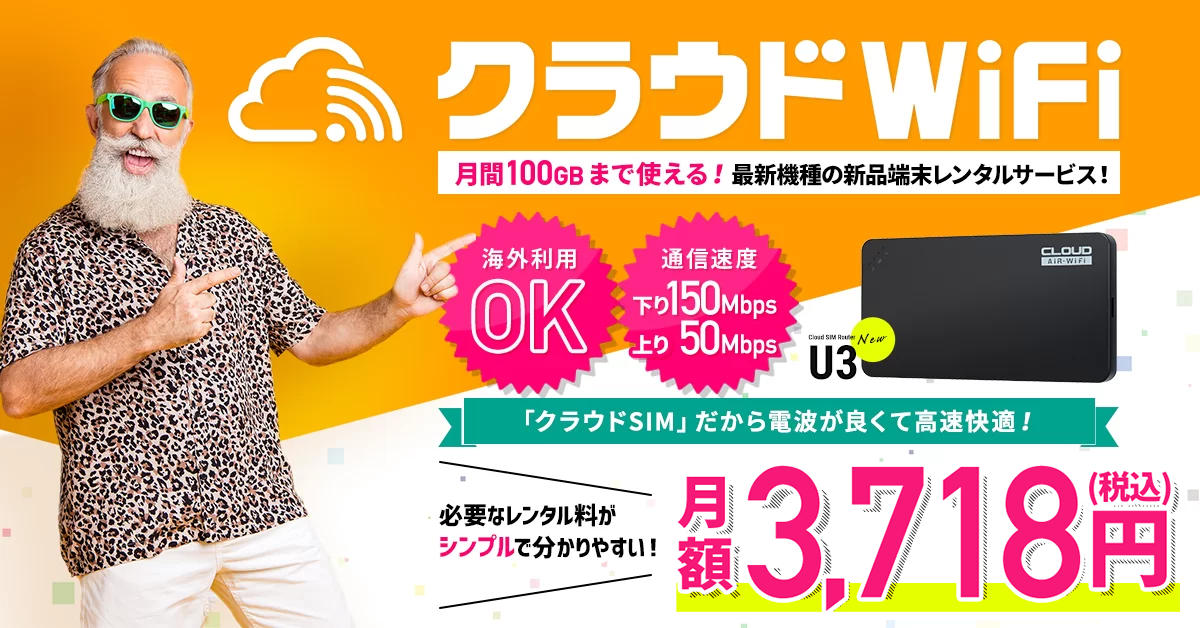 クラウドWiFi
月間100GBまで使える！最新機種の新品端末レンタルサービス！
海外利用
OK
通信速度
下り150Mbps
上り50Mbps
CLOUD
AiR-WiFi
Cloud SIM Router
U3
New
「クラウドSIM」だから電波が良くて高速快適！
必要なレンタル料が
シンプルで分かりやすい！
月額3,718円(税込)